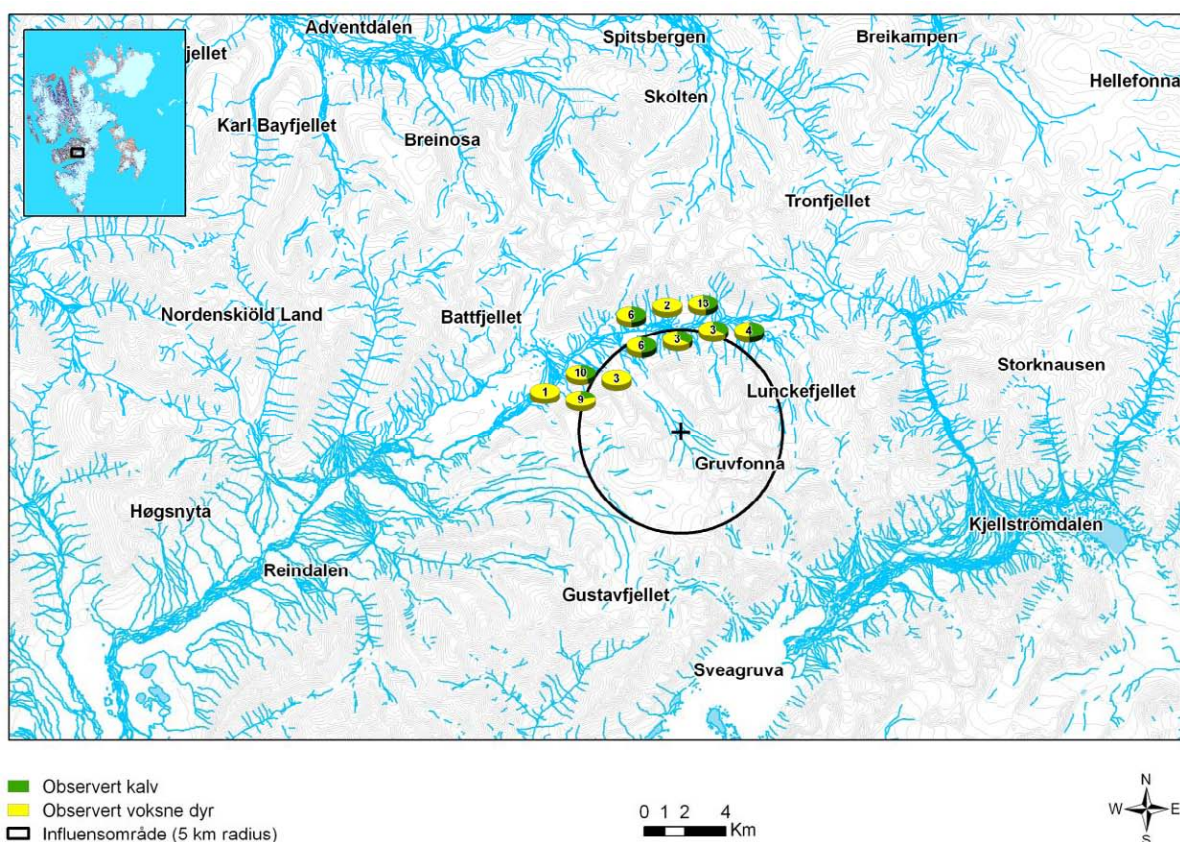 Adventdalen
Spitsbergen
Breikampen
fjellet
Hellefonna
Skolten
Karl Bayfjellet
Breinosa
Tronfjellet
Nordenskiöld Land
Battfjellet
6
2
15
6
3
3
4
Storknausen
10
3
Lunckefjellet
1
9
Gruvfonna
Høgsnyta
Kjellströmdalen
Reindalen
Gustavfjellet
Sveagruva
Observert kalv
Observert voksne dyr
Influensområde (5 km radius)
0 1 2 4
Km
N
W E
S